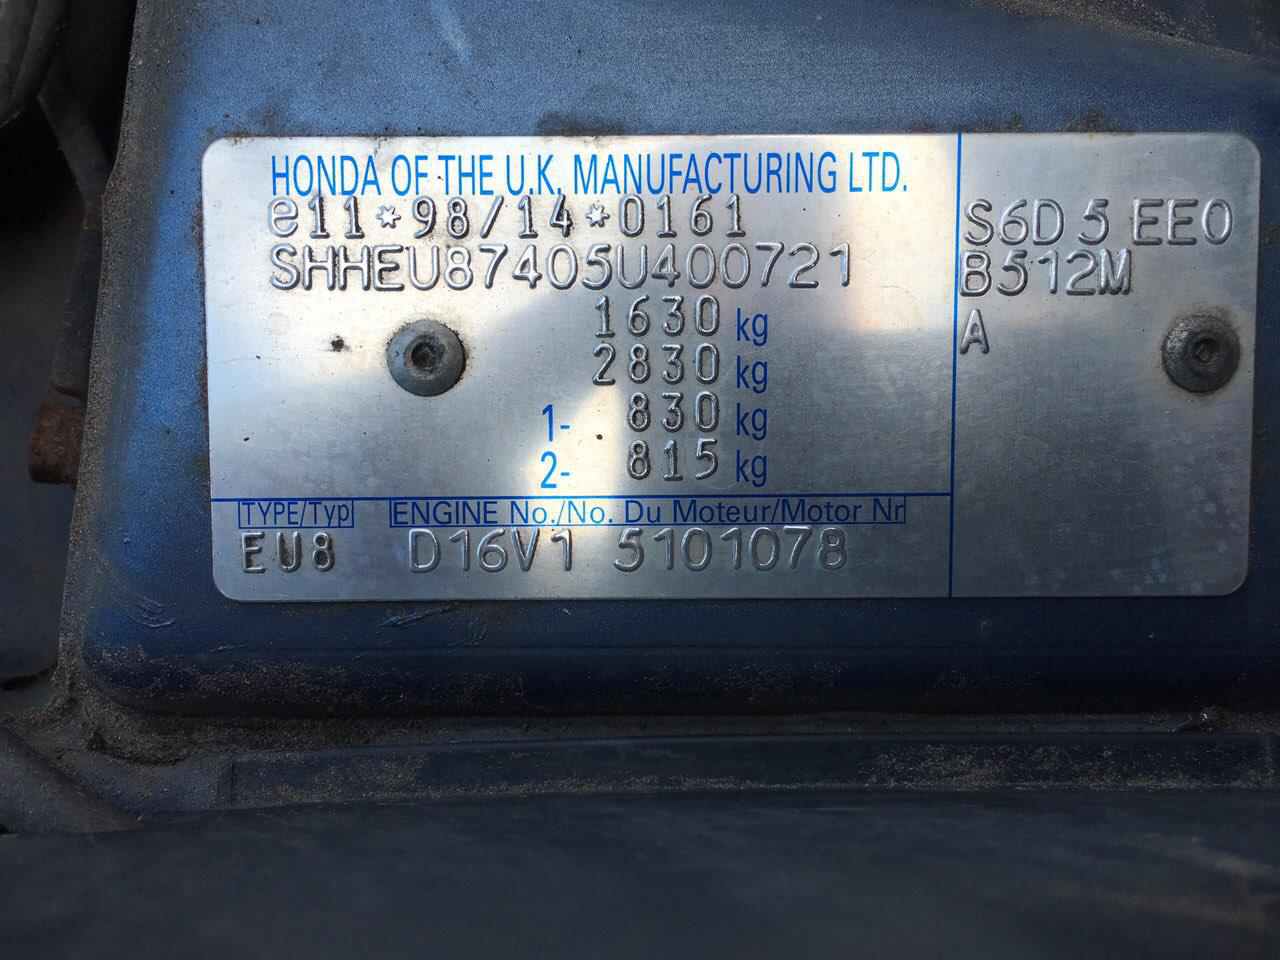 HONDA OF THE U.K. MANUFACTURING LTD.
e11*98/14*0161
SHHEU87405U400721
1630 kg
2830 kg
1- 830 kg
2- 815 kg
TYPE/Typ ENGINE No./No. Du Moteur/Motor Nr
EU8 D16V1 5101078
S6D 5 EE0
B512M
A